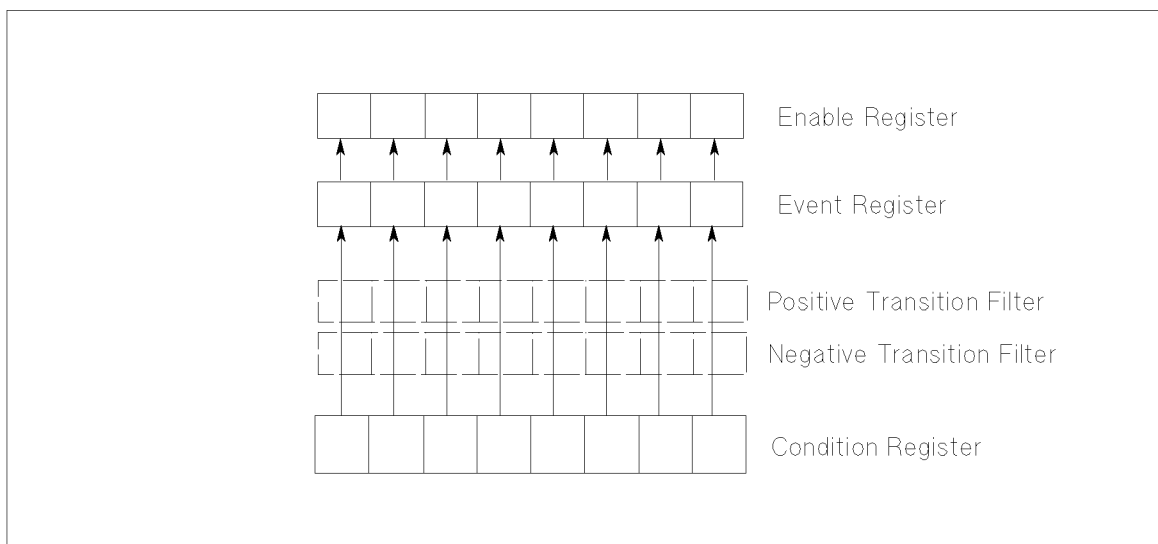 Enable Register
Event Register
Positive Transition Filter
Negative Transition Filter
Condition Register